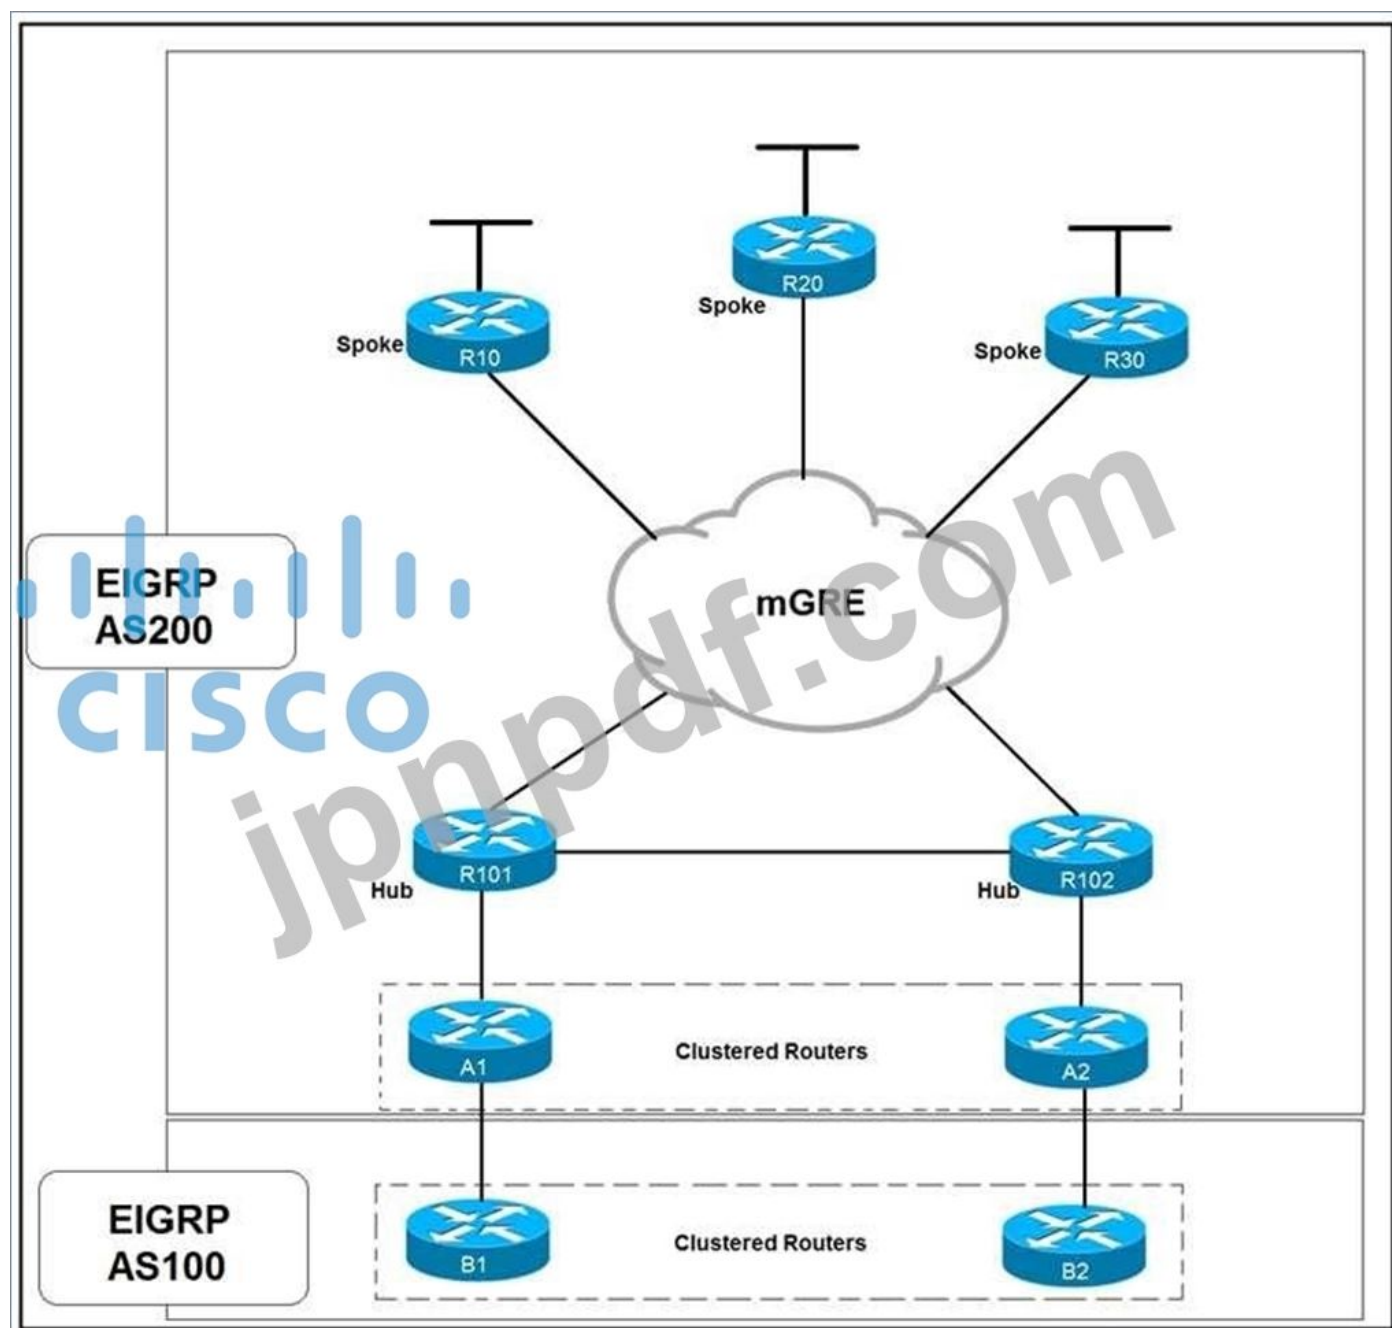 R20
Spoke
R10
Spoke
R30
Spoke
mGRE
EIGRP
AS200
CISCO
jpnpdf.com
R101
Hub
R102
Hub
A1
Clustered Routers
A2
EIGRP
AS100
B1
Clustered Routers
B2